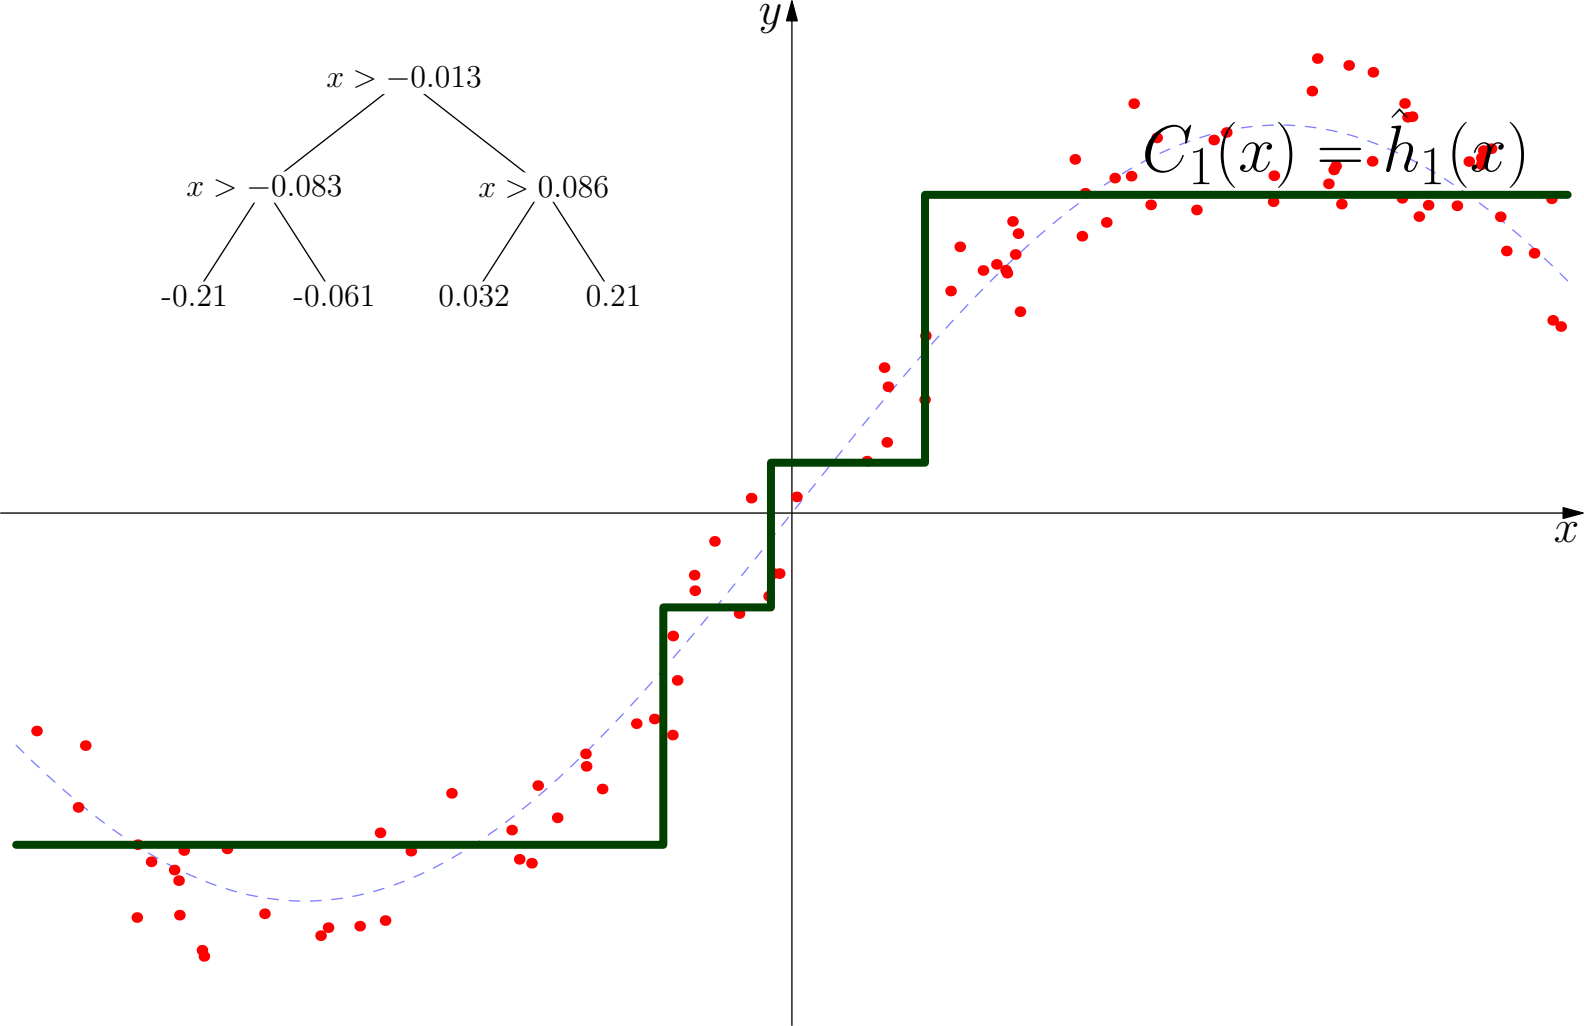 y
x > −0.013
C₁(x) = ĥ₁(x)
x > −0.083 x > 0.086
-0.21 -0.061 0.032 0.21
x